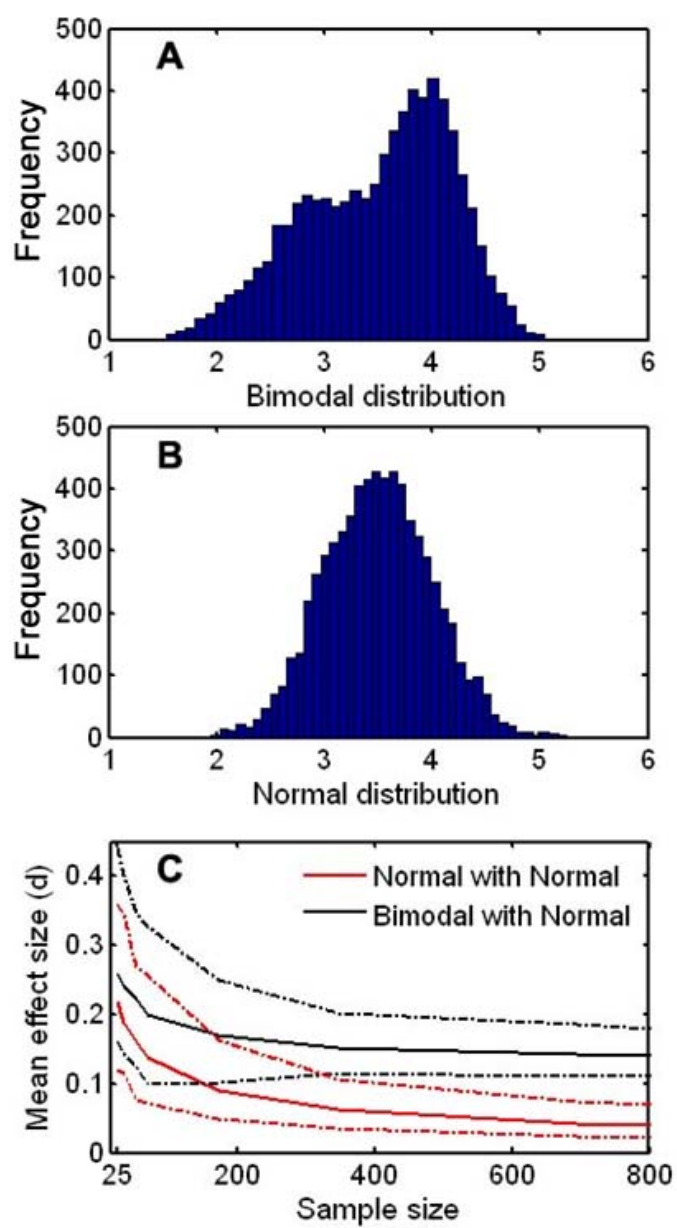 A
500
400
300
200
100
0
Frequency
1 2 3 4 5 6
Bimodal distribution
B
500
400
300
200
100
0
Frequency
1 2 3 4 5 6
Normal distribution
C
Normal with Normal
Bimodal with Normal
0.4
0.3
0.2
0.1
0
Mean effect size (d)
25 200 400 600 800
Sample size